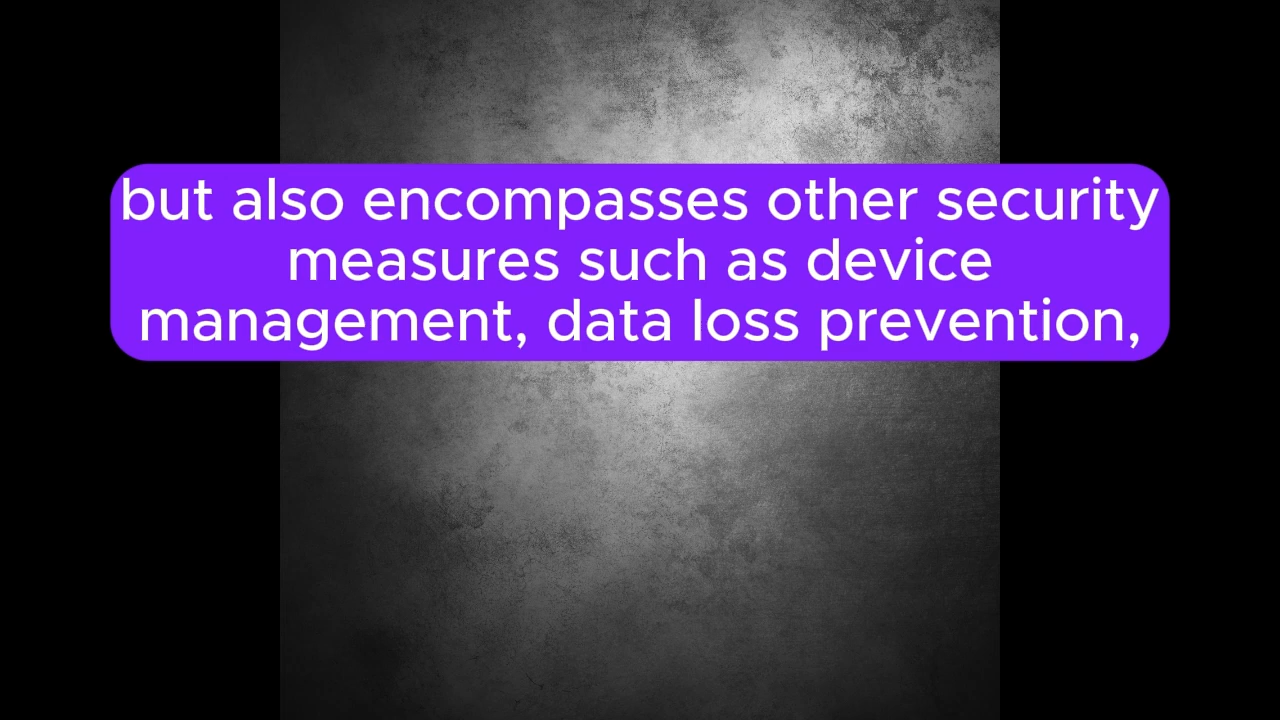 but also encompasses other security
measures such as device
management, data loss prevention,